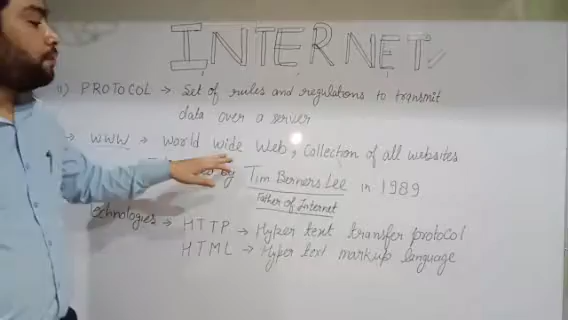 INTERNET
11) PROTOCOL → Set of rules and regulations to transmit
data over a server
→ WWW → World Wide Web, Collection of all websites
by Tim Berners Lee in 1989
Father of Internet
echnologies → HTTP → Hyper text transfer protocol
HTML → Hyper text markup language